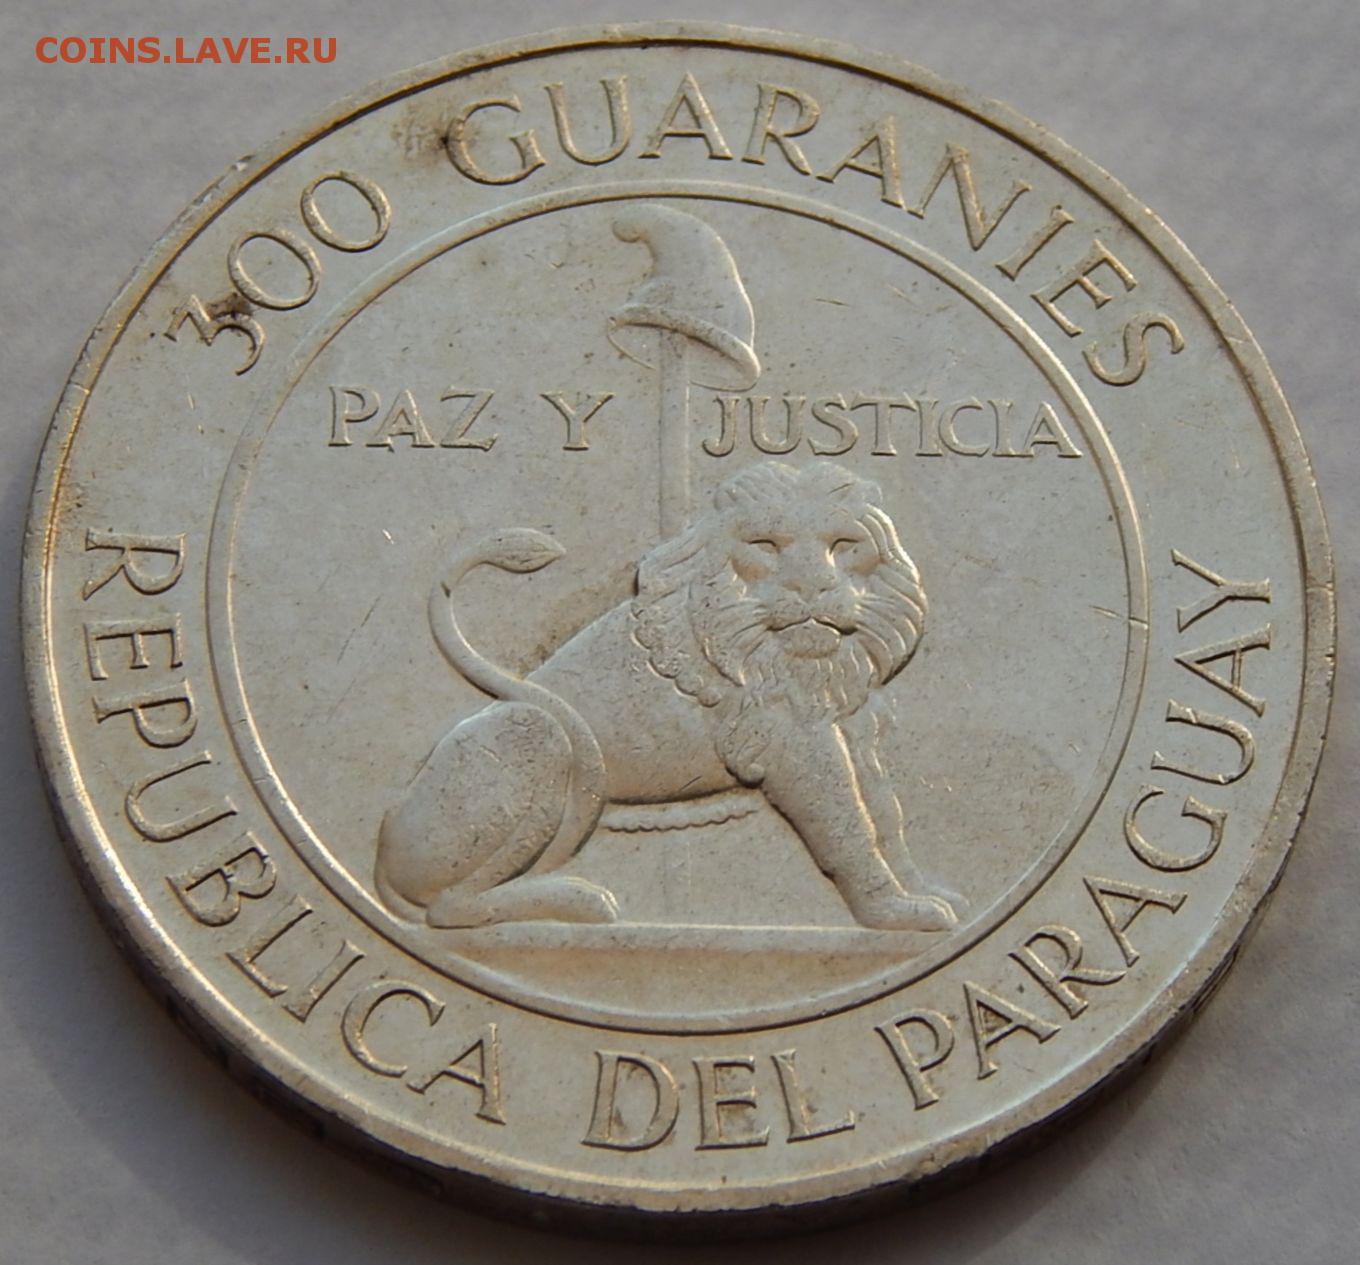 COINS.LAVE.RU
300 GUARANIES
PAZ Y JUSTICIA
REPUBLICA DEL PARAGUAY